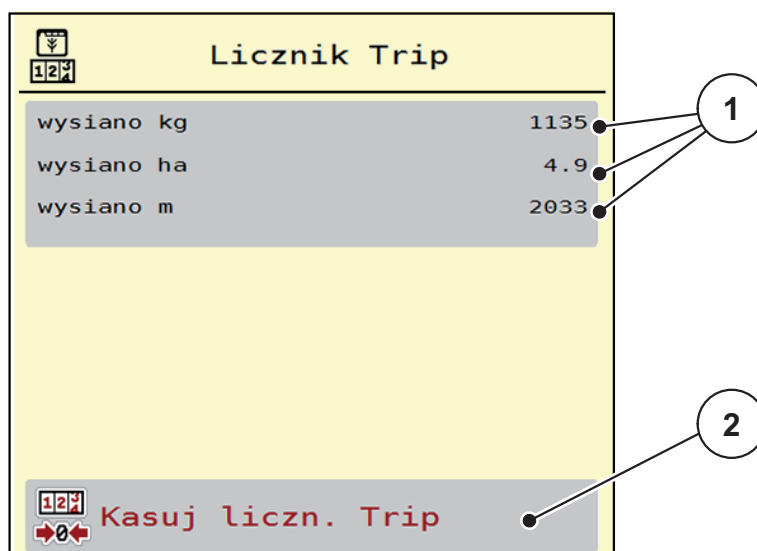 Licznik Trip
wysiano kg 1135
wysiano ha 4.9
wysiano m 2033
Kasuj liczn. Trip
1
2